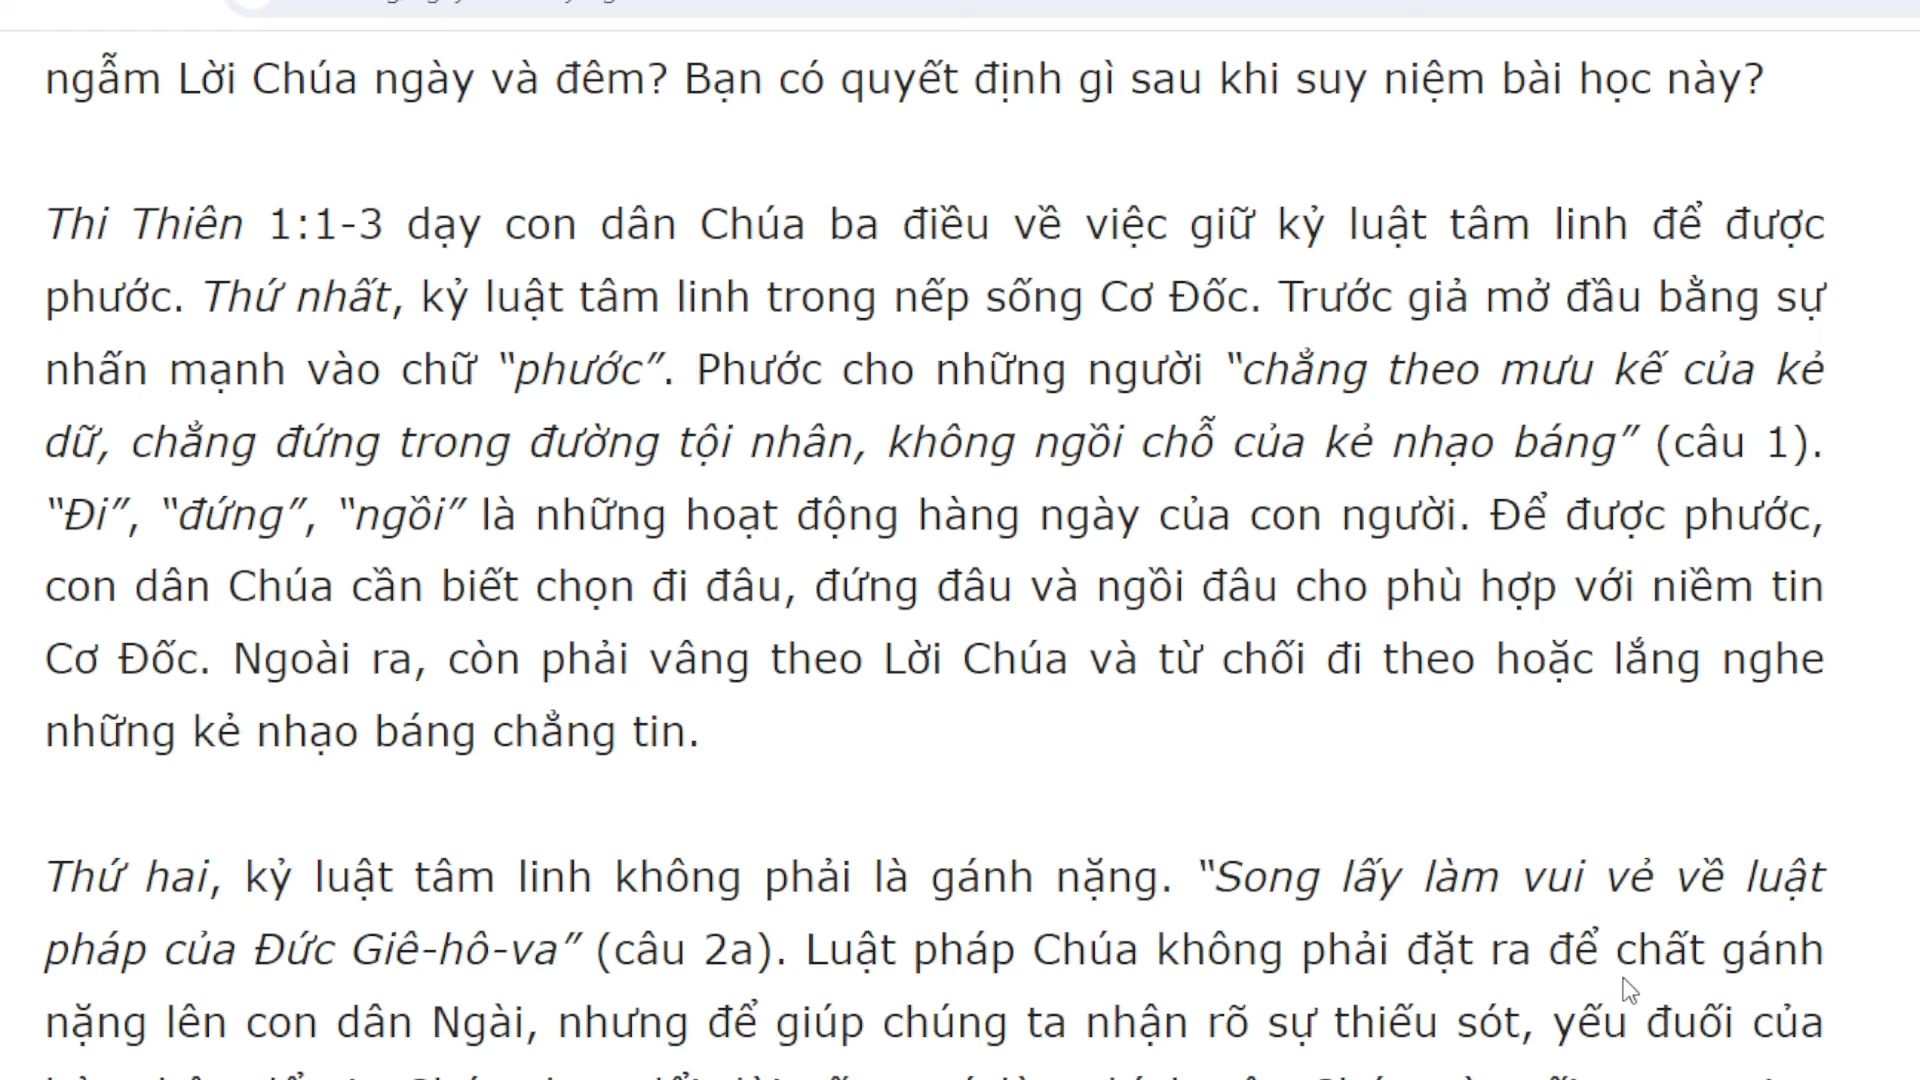 ngẫm Lời Chúa ngày và đêm? Bạn có quyết định gì sau khi suy niệm bài học này?
Thi Thiên 1:1-3 dạy con dân Chúa ba điều về việc giữ kỷ luật tâm linh để được
phước. Thứ nhất, kỷ luật tâm linh trong nếp sống Cơ Đốc. Trước giả mở đầu bằng sự
nhấn mạnh vào chữ “phước”. Phước cho những người “chẳng theo mưu kế của kẻ
dữ, chẳng đứng trong đường tội nhân, không ngồi chỗ của kẻ nhạo báng” (câu 1).
“Đi”, “đứng”, “ngồi” là những hoạt động hàng ngày của con người. Để được phước,
con dân Chúa cần biết chọn đi đâu, đứng đâu và ngồi đâu cho phù hợp với niềm tin
Cơ Đốc. Ngoài ra, còn phải vâng theo Lời Chúa và từ chối đi theo hoặc lắng nghe
những kẻ nhạo báng chẳng tin.
Thứ hai, kỷ luật tâm linh không phải là gánh nặng. “Song lấy làm vui vẻ về luật
pháp của Đức Giê-hô-va” (câu 2a). Luật pháp Chúa không phải đặt ra để chất gánh
nặng lên con dân Ngài, nhưng để giúp chúng ta nhận rõ sự thiếu sót, yếu đuối của